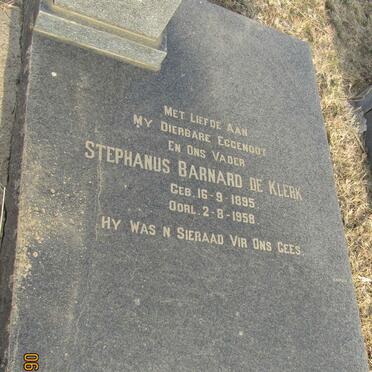 MET LIEFDE AAN
MY DIERBARE EGGENOOT
EN ONS VADER
STEPHANUS BARNARD DE KLERK
GEB. 16-9-1895
OORL. 2-8-1958
HY WAS N SIERAAD VIR ONS GEES.
90